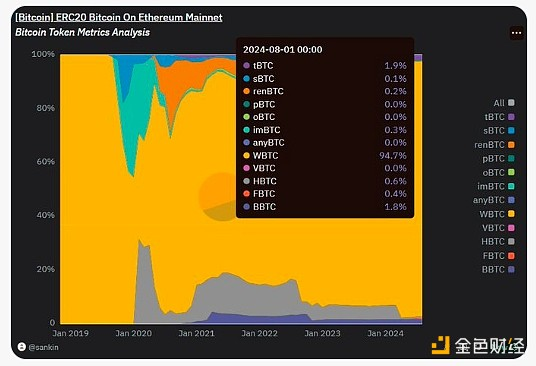 [Bitcoin] ERC20 Bitcoin On Ethereum Mainnet
Bitcoin Token Metrics Analysis
100%
80%
60%
40%
20%
0
Jan 2019
Jan 2020
Jan 2021
Jan 2022
Jan 2023
Jan 2024
2024-08-01 00:00
tBTC 1.9%
sBTC 0.1%
renBTC 0.2%
pBTC 0.0%
oBTC 0.0%
imBTC 0.3%
anyBTC 0.0%
WBTC 94.7%
VBTC 0.0%
HBTC 0.6%
FBTC 0.4%
BBTC 1.8%
All
tBTC
sBTC
renBTC
pBTC
oBTC
imBTC
anyBTC
WBTC
VBTC
HBTC
FBTC
BBTC
@sankin
金色财经